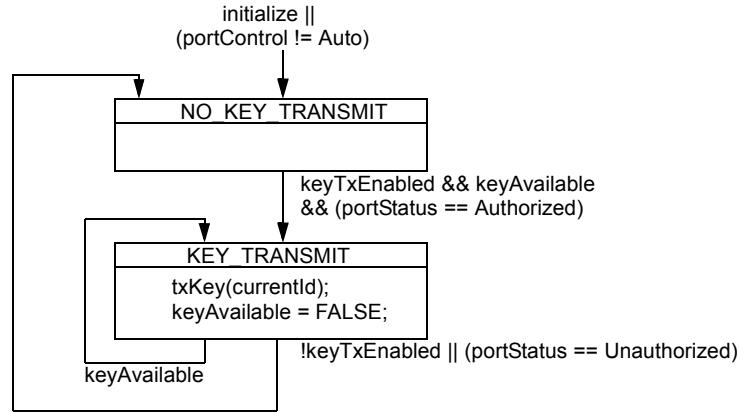 initialize ||
(portControl != Auto)
NO_KEY_TRANSMIT
keyTxEnabled && keyAvailable
&& (portStatus == Authorized)
KEY_TRANSMIT
txKey(currentId);
keyAvailable = FALSE;
!keyTxEnabled || (portStatus == Unauthorized)
keyAvailable